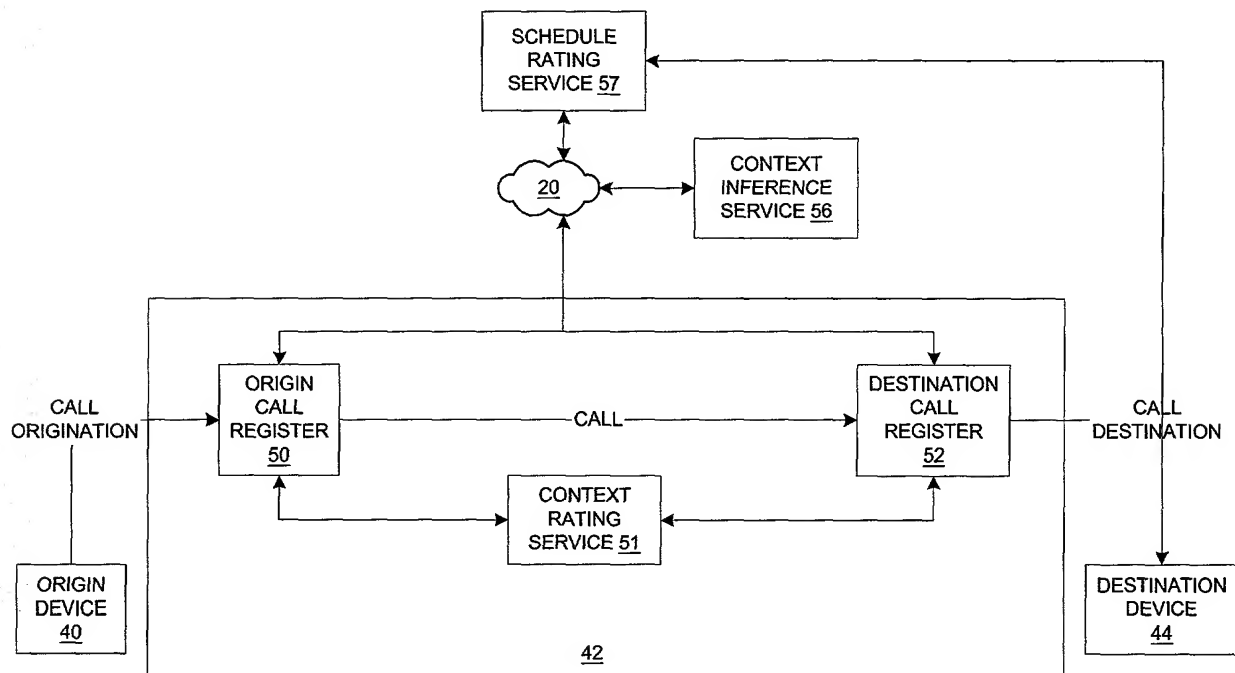 SCHEDULE
RATING
SERVICE 57
20
CONTEXT
INFERENCE
SERVICE 56
ORIGIN
CALL
REGISTER
50
CALL
DESTINATION
CALL
REGISTER
52
CALL
ORIGINATION
CALL
DESTINATION
CONTEXT
RATING
SERVICE 51
ORIGIN
DEVICE
40
DESTINATION
DEVICE
44
42